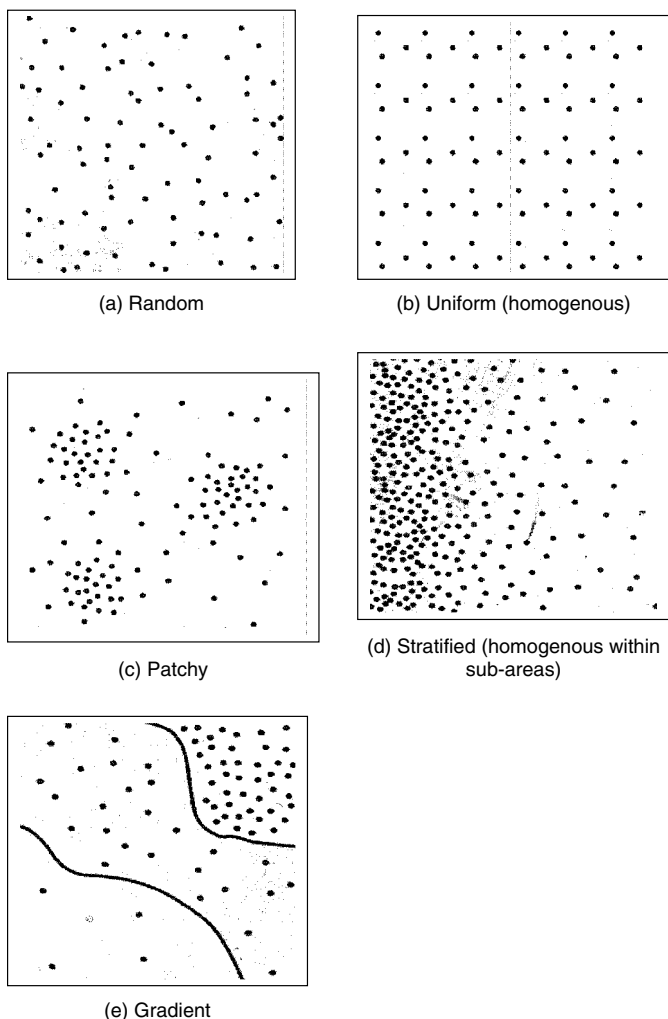 (a) Random
(b) Uniform (homogenous)
(c) Patchy
(d) Stratified (homogenous within
sub-areas)
(e) Gradient